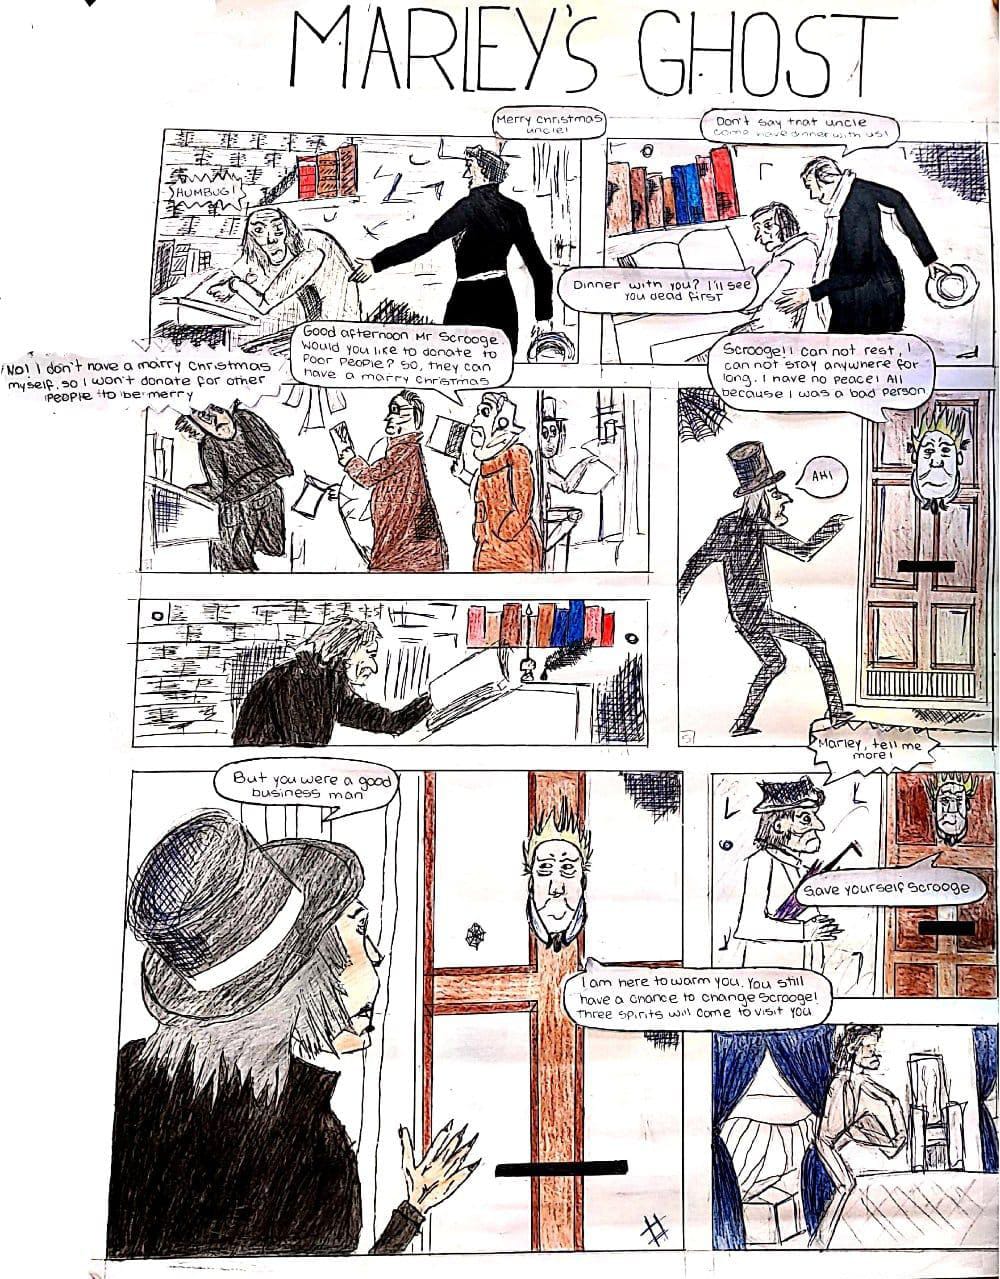 MARLEY'S GHOST
Merry christmas
uncle!
HUMBUG!
Don't say that uncle
come have dinner with us!
Dinner with you? I'll see
you dead first
Good afternoon Mr Scrooge.
Would you like to donate to
poor people? So, they can
have a marry christmas
No! I don't have a marry christmas
myself, so I won't donate for other
people to be merry
Scrooge! I can not rest, I
can not stay anywhere for
long. I have no peace! All
because I was a bad person
AH!
5
But you were a good
business man
I am here to warm you. You still
have a chance to change Scrooge!
Three spirits will come to visit you
Marley, tell me
more!
Save yourself Scrooge